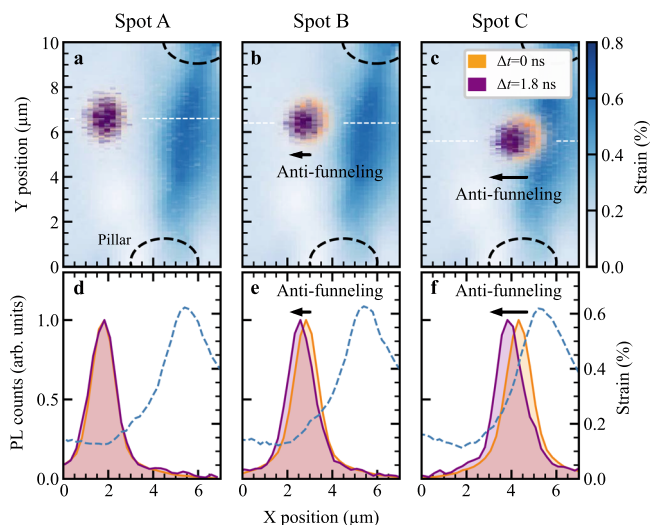 Spot A Spot B Spot C
a b c
Δt=0 ns
Δt=1.8 ns
Anti-funneling
Anti-funneling
Pillar
Y position (µm)
10
8
6
4
2
0
0.8
0.6
0.4
0.2
0.0
Strain (%)
d e f
Anti-funneling Anti-funneling
PL counts (arb. units)
1.0
0.5
0.0
0.6
0.4
0.2
0.0
Strain (%)
0 2 4 6 0 2 4 6 0 2 4 6
X position (µm)